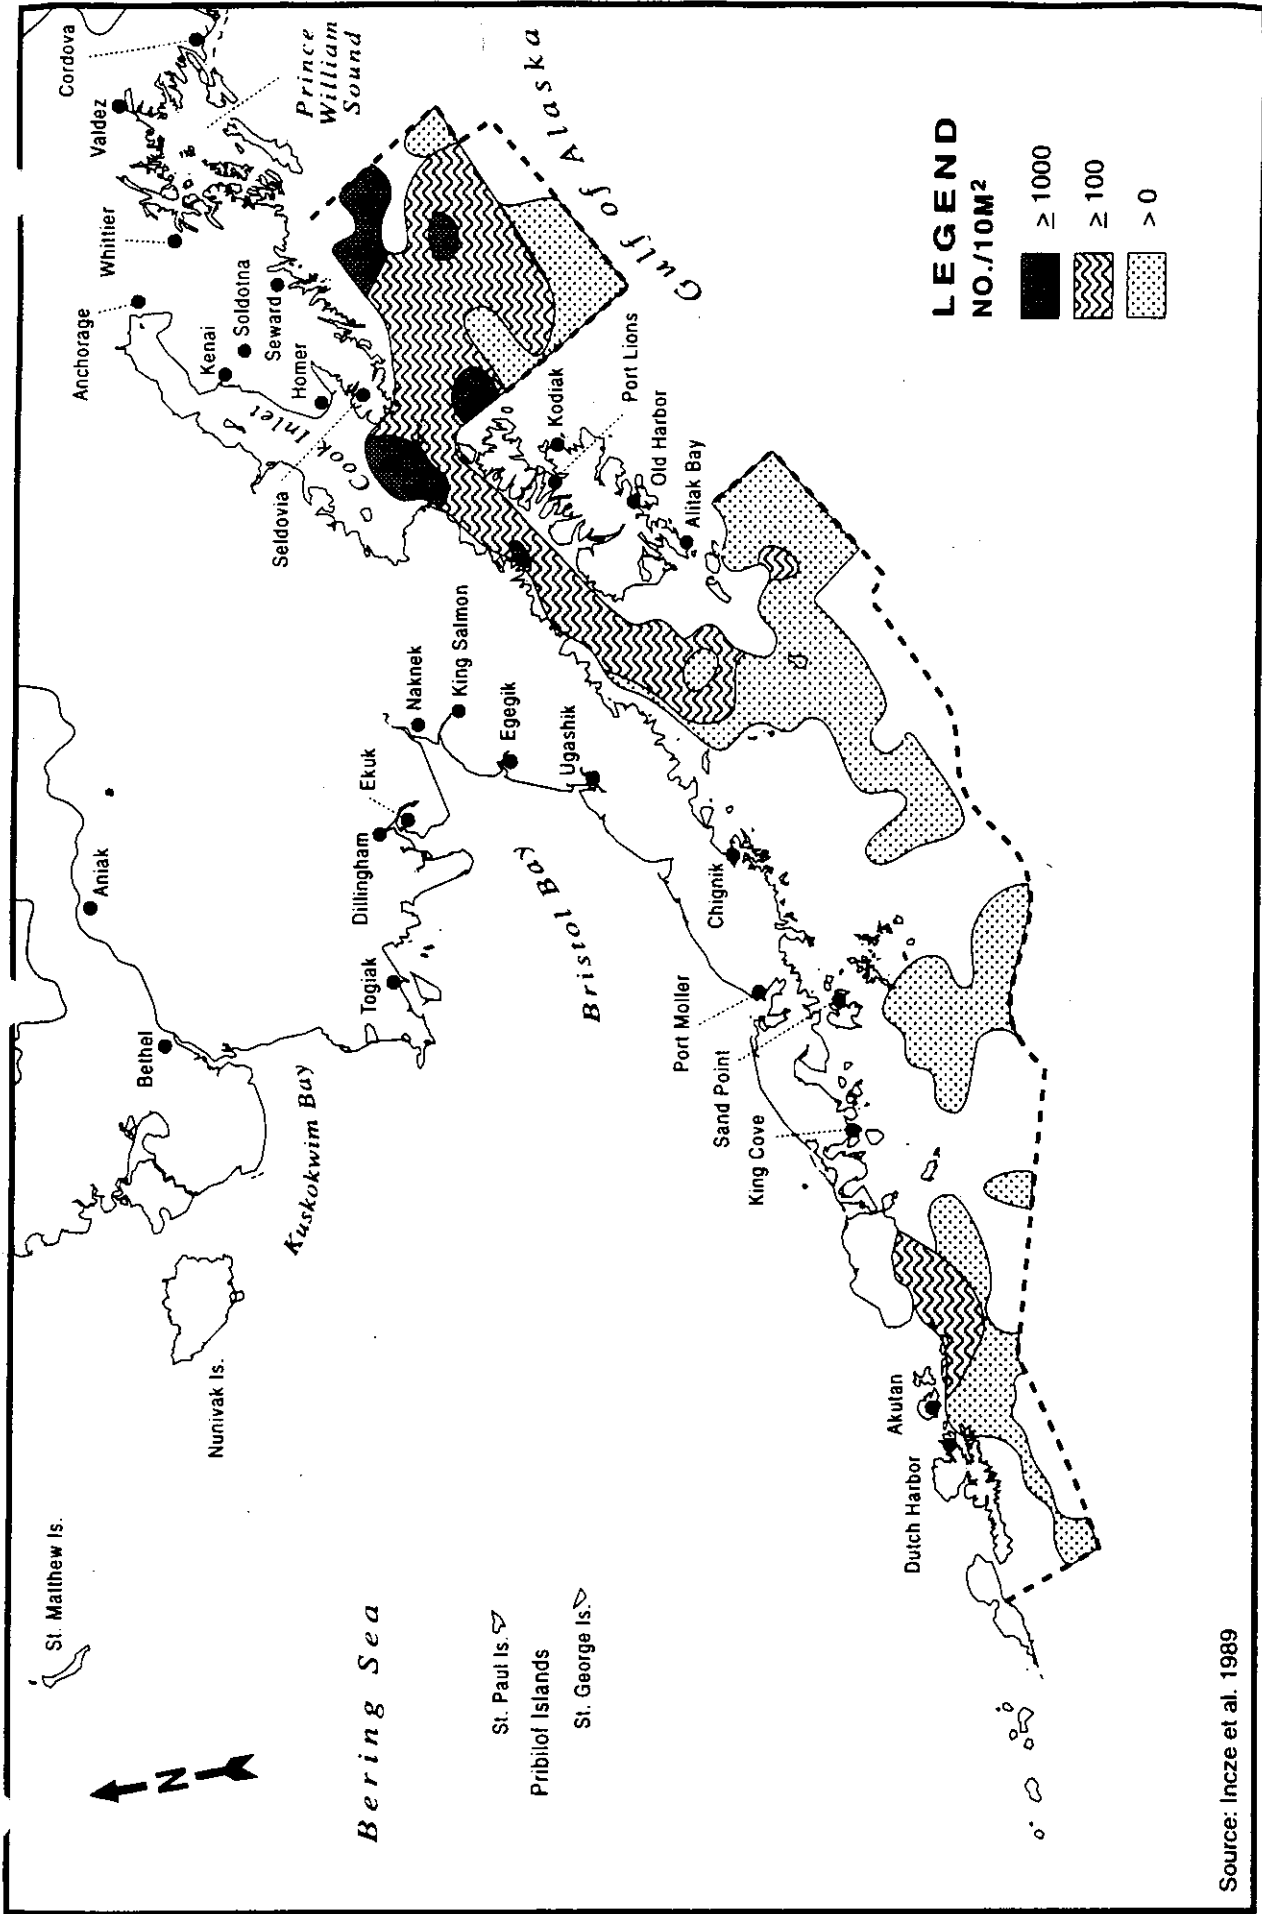 St. Matthew Is.
N
Bering Sea
St. Paul Is.
Pribilof Islands
St. George Is.
Nunivak Is.
Kuskokwim Bay
Bethel
Aniak
Togiak
Dillingham
Ekuk
Naknek
King Salmon
Egegik
Ugashik
Bristol Bay
Port Moller
Sand Point
King Cove
Chignik
Akutan
Dutch Harbor
Anchorage
Whittier
Valdez
Cordova
Prince
William
Sound
Kenai
Soldotna
Seward
Homer
Cook Inlet
Seldovia
Kodiak
Port Lions
Old Harbor
Alitak Bay
Gulf of Alaska
LEGEND
NO./10M²
≥ 1000
≥ 100
> 0
Source: Incze et al. 1989